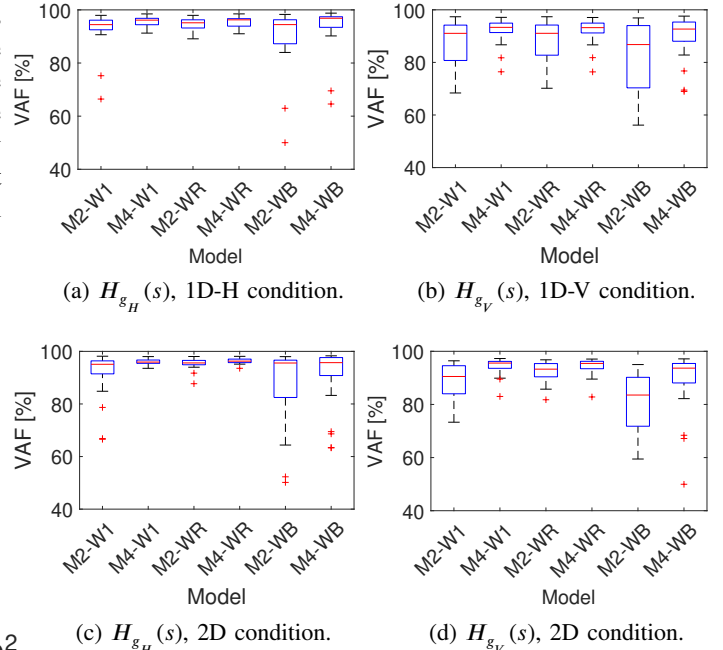 VAF [%]
100
80
60
40
M2-W1
M4-W1
M2-WR
M4-WR
M2-WB
M4-WB
Model
(a) H_{g_H}(s), 1D-H condition.
VAF [%]
100
80
60
40
M2-W1
M4-W1
M2-WR
M4-WR
M2-WB
M4-WB
Model
(b) H_{g_V}(s), 1D-V condition.
VAF [%]
100
80
60
40
M2-W1
M4-W1
M2-WR
M4-WR
M2-WB
M4-WB
Model
(c) H_{g_H}(s), 2D condition.
VAF [%]
100
80
60
40
M2-W1
M4-W1
M2-WR
M4-WR
M2-WB
M4-WB
Model
(d) H_{g_V}(s), 2D condition.